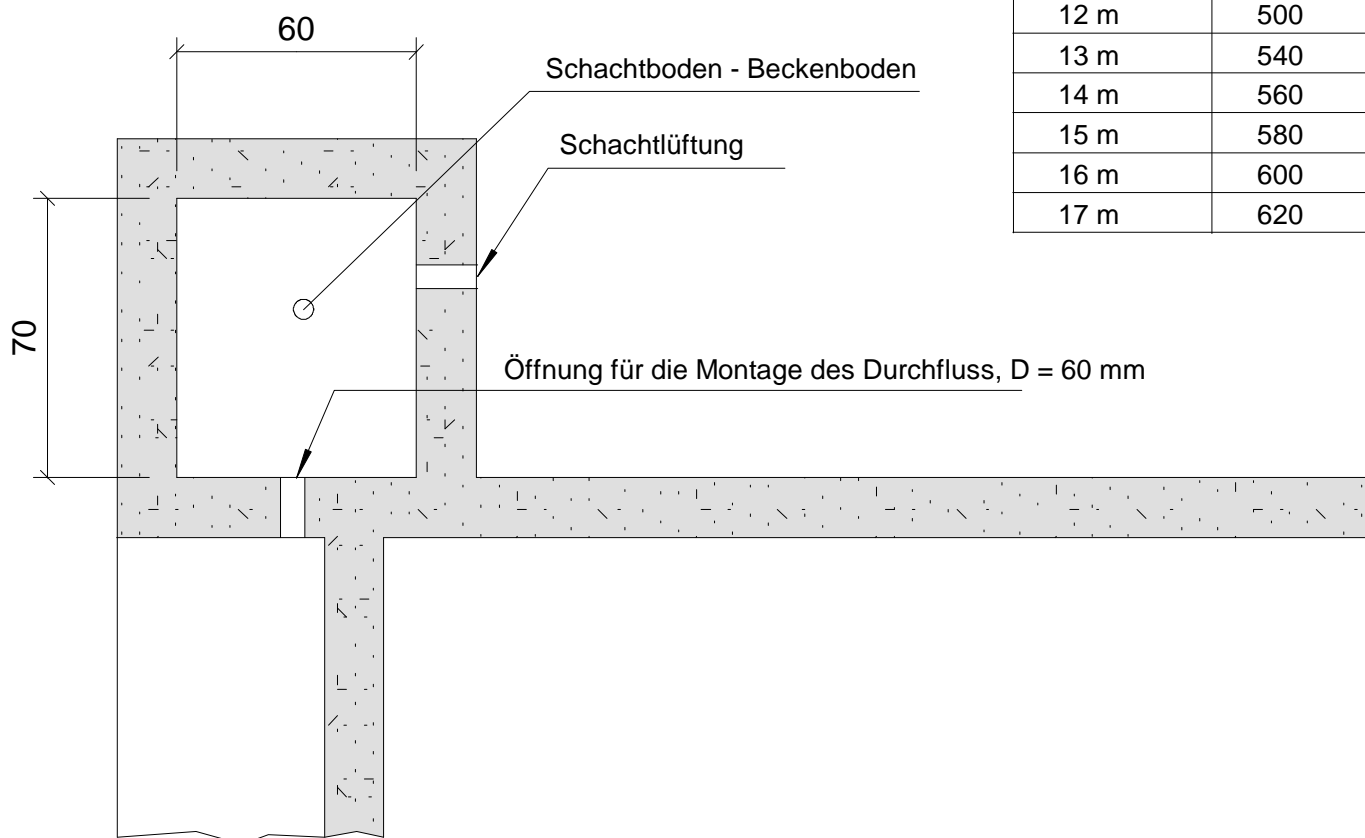 12 m 500
13 m 540
14 m 560
15 m 580
16 m 600
17 m 620
60
Schachtboden - Beckenboden
Schachtlüftung
70
Öffnung für die Montage des Durchfluss, D = 60 mm